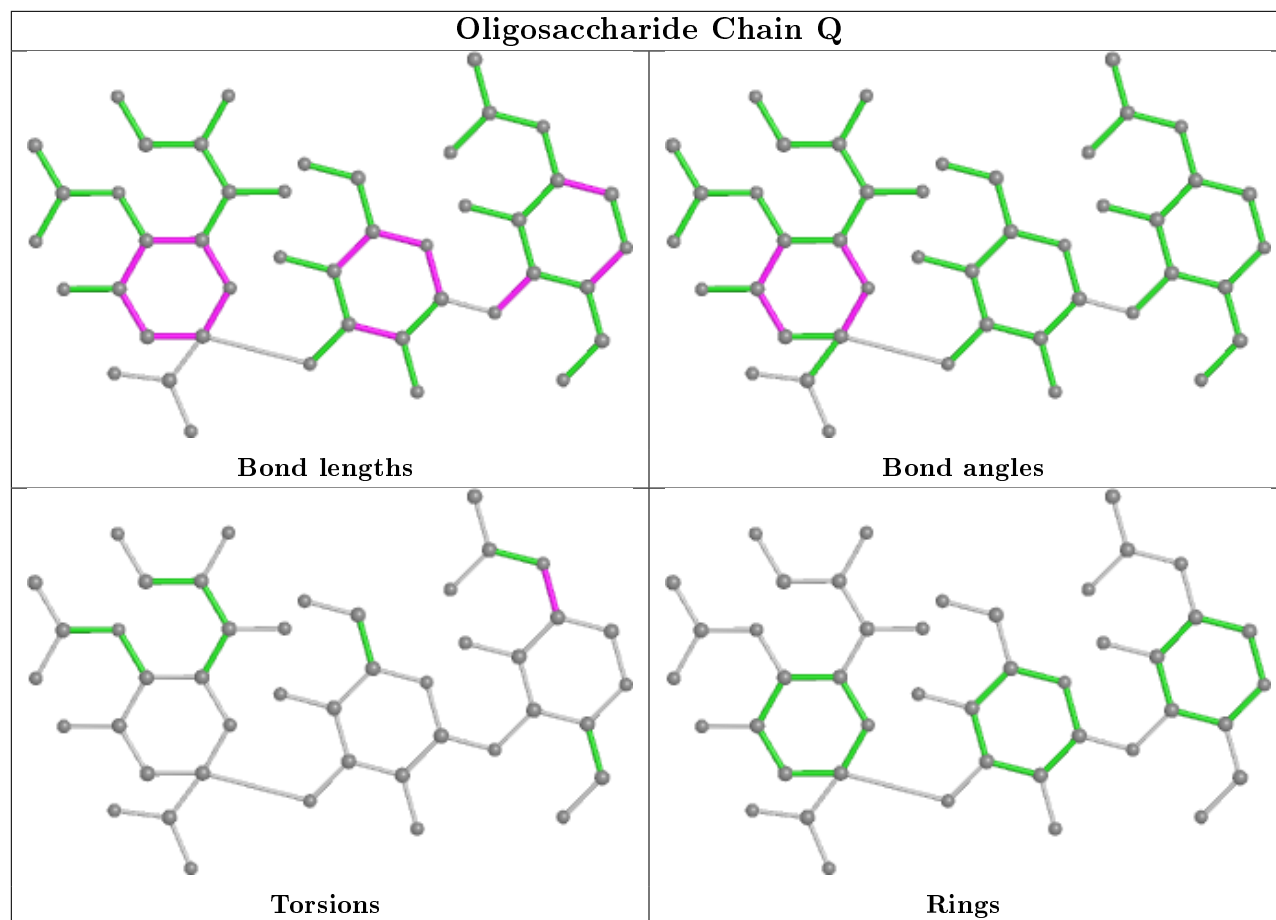 Oligosaccharide Chain Q
Bond lengths
Bond angles
Torsions
Rings